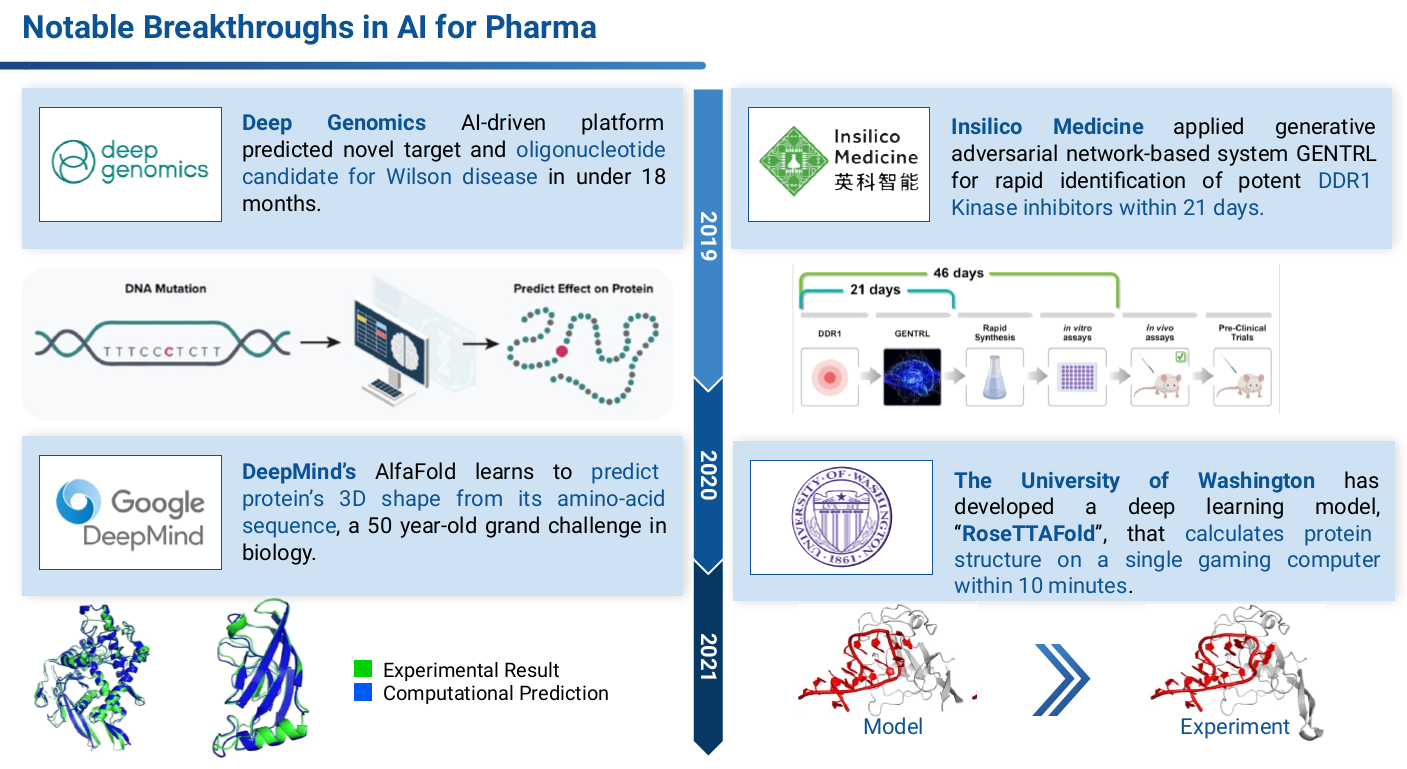 Notable Breakthroughs in AI for Pharma
deep
genomics
Deep Genomics AI-driven platform
predicted novel target and oligonucleotide
candidate for Wilson disease in under 18
months.
DNA Mutation
TTTCCCTCTT
Predict Effect on Protein
2019
Insilico
Medicine
英科智能
Insilico Medicine applied generative
adversarial network-based system GENTRL
for rapid identification of potent DDR1
Kinase inhibitors within 21 days.
46 days
21 days
DDR1
GENTRL
Rapid
Synthesis
in vitro
assays
in vivo
assays
Pre-Clinical
Trials
2020
Google
DeepMind
DeepMind's AlfaFold learns to predict
protein's 3D shape from its amino-acid
sequence, a 50 year-old grand challenge in
biology.
Experimental Result
Computational Prediction
2021
UNIVERSITY·OF·WASHINGTON
LVX SIT
1861
The University of Washington has
developed a deep learning model,
“RoseTTAFold”, that calculates protein
structure on a single gaming computer
within 10 minutes.
Model
Experiment